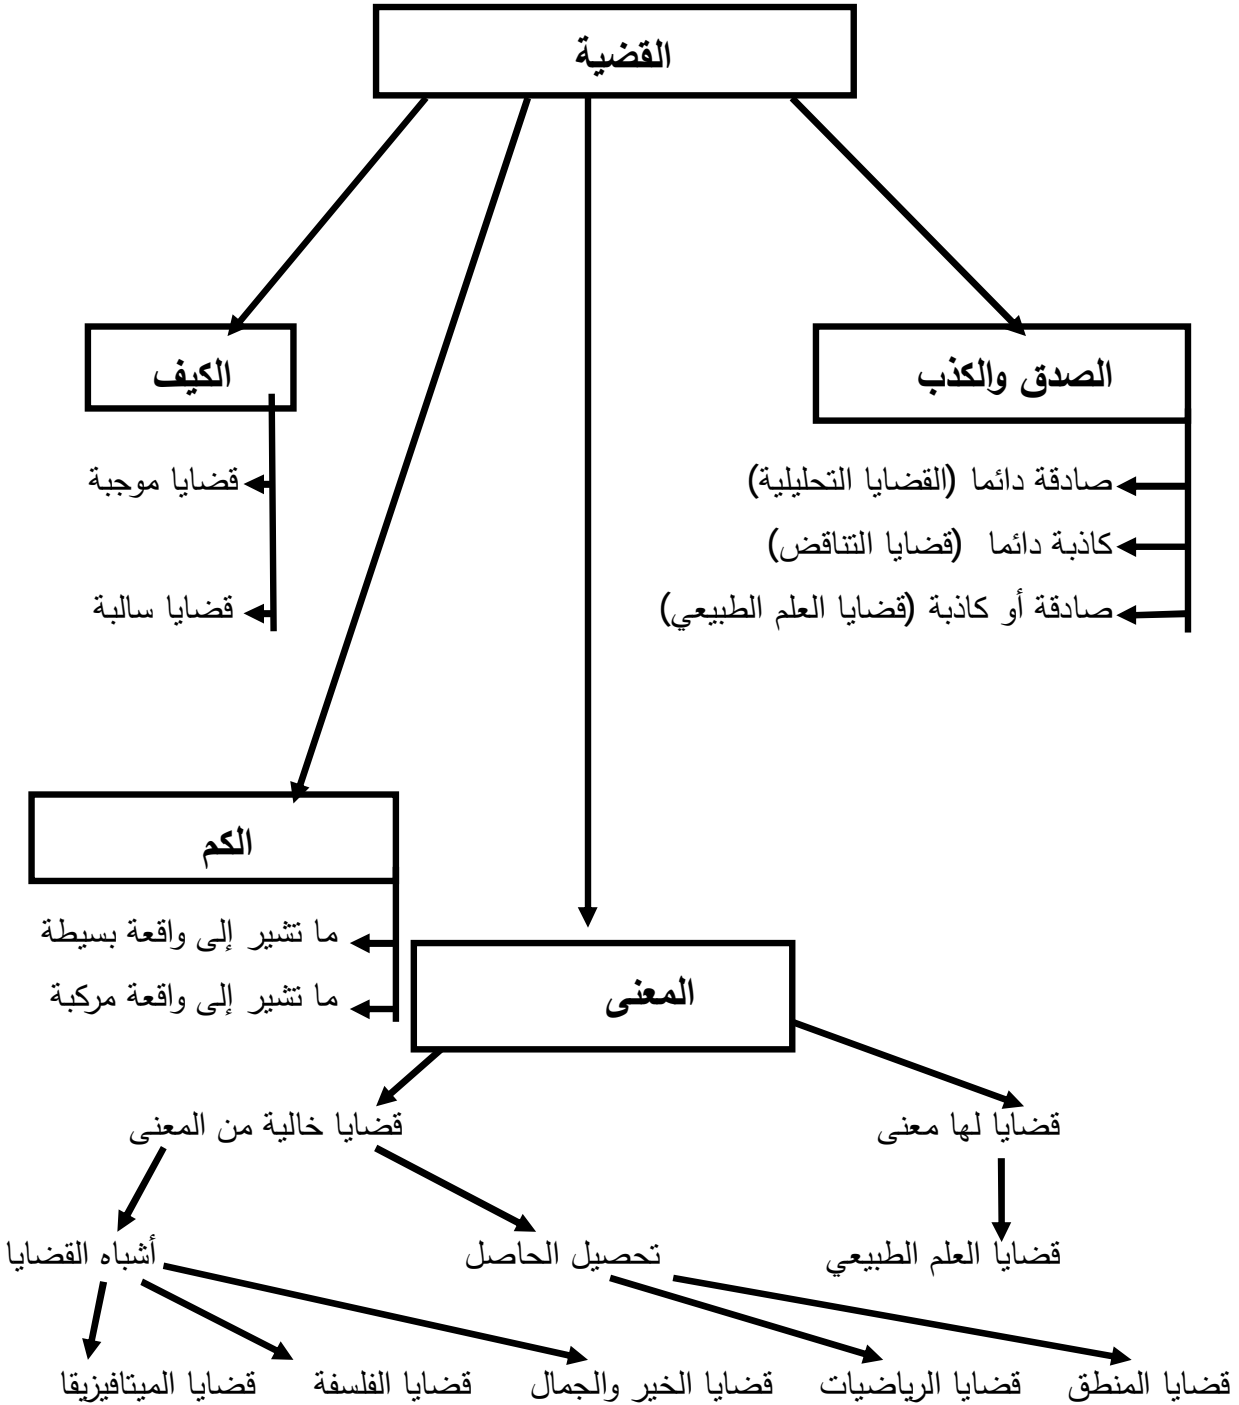 القضية
الصدق والكذب
صادقة دائما (القضايا التحليلية)
كاذبة دائما (قضايا التناقض)
صادقة أو كاذبة (قضايا العلم الطبيعي)
الكيف
قضايا موجبة
قضايا سالبة
الكم
ما تشير إلى واقعة بسيطة
ما تشير إلى واقعة مركبة
المعنى
قضايا لها معنى
قضايا خالية من المعنى
قضايا العلم الطبيعي
تحصيل الحاصل
أشباه القضايا
قضايا المنطق
قضايا الرياضيات
قضايا الخير والجمال
قضايا الفلسفة
قضايا الميتافيزيقا